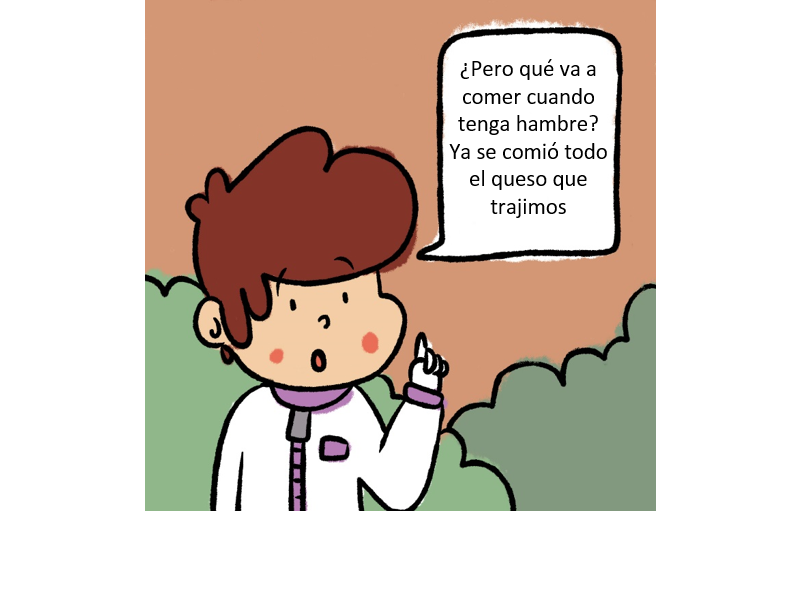 ¿Pero qué va a
comer cuando
tenga hambre?
Ya se comió todo
el queso que
trajimos